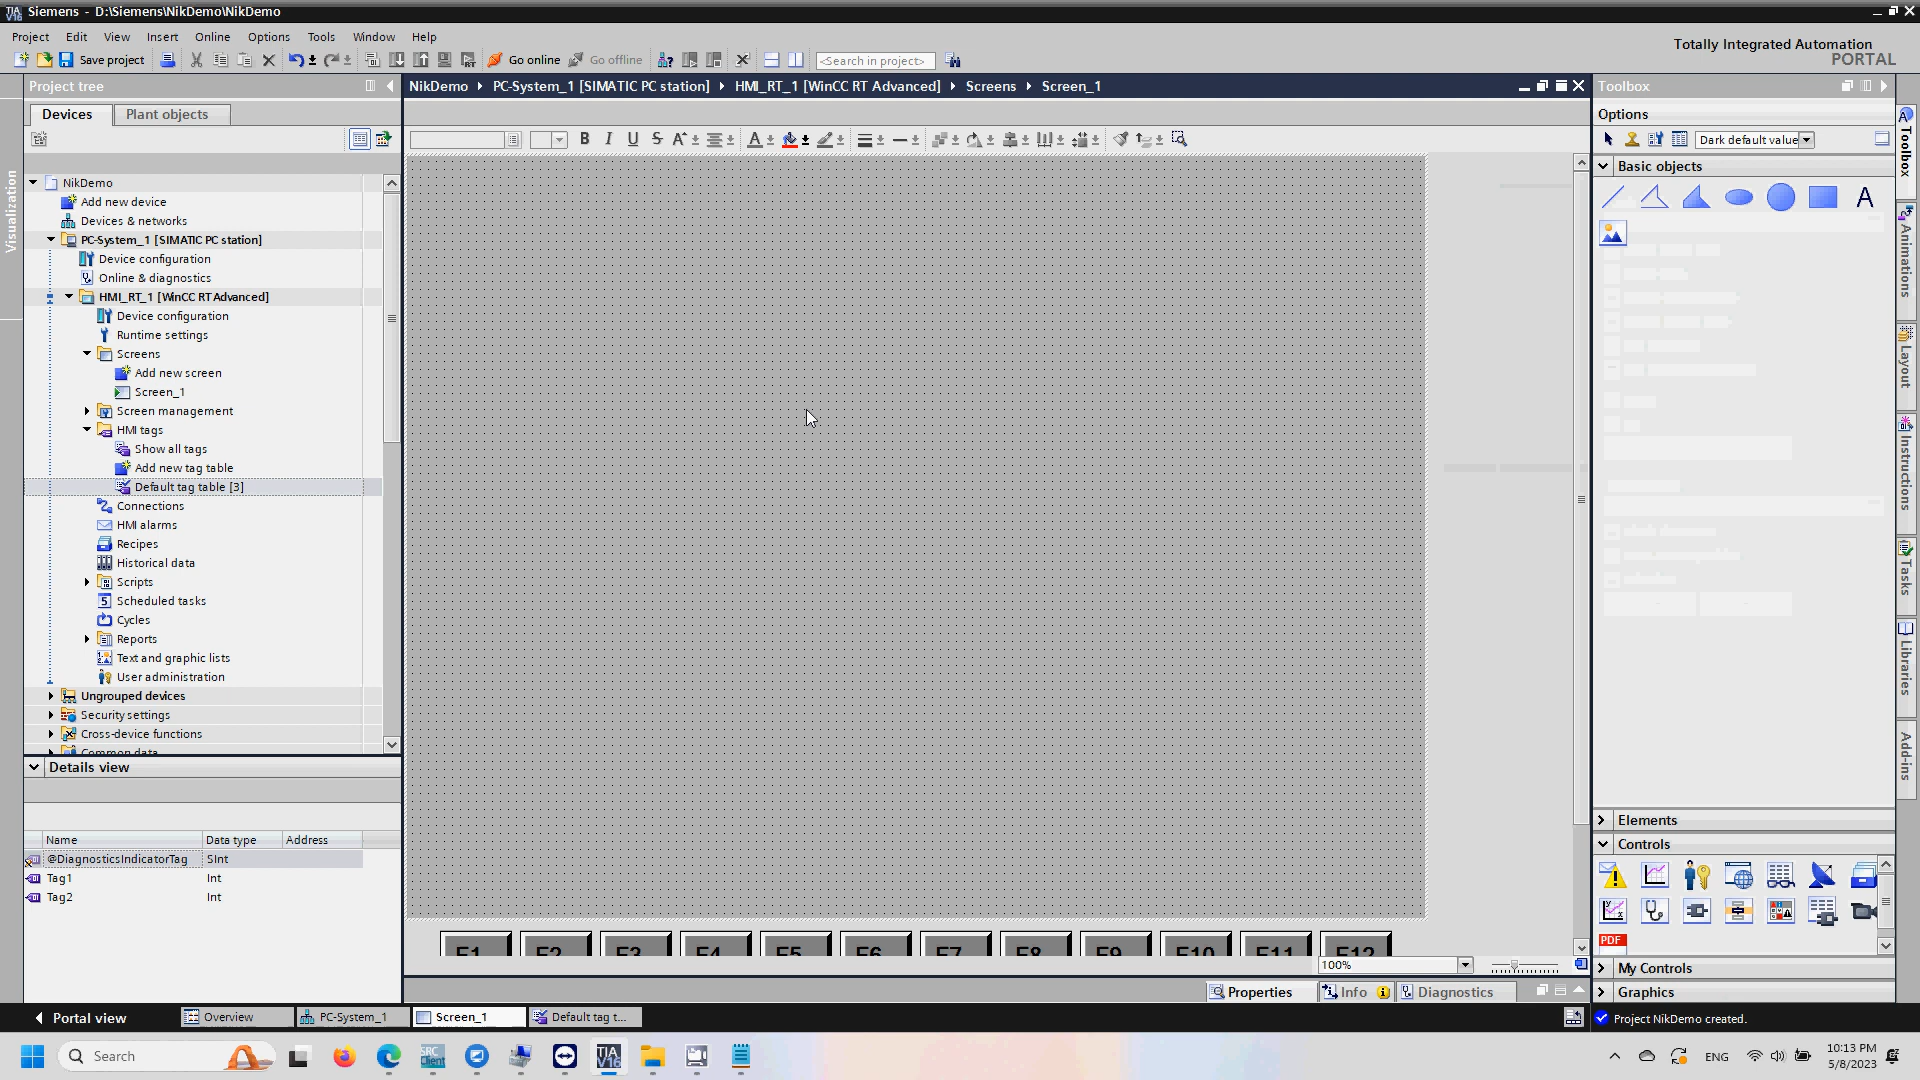 Siemens - D:\Siemens\NikDemo\NikDemo
Project Edit View Insert Online Options Tools Window Help
Totally Integrated Automation
PORTAL
Save project
Go online
Go offline
<Search in project>
Project tree
NikDemo PC-System_1 [SIMATIC PC station] HMI_RT_1 [WinCC RT Advanced] Screens Screen_1
Toolbox
Devices
Plant objects
Options
Dark default value
Visualization
Basic objects
NikDemo
Add new device
Devices & networks
PC-System_1 [SIMATIC PC station]
Device configuration
Online & diagnostics
HMI_RT_1 [WinCC RT Advanced]
Device configuration
Runtime settings
Screens
Add new screen
Screen_1
Screen management
HMI tags
Show all tags
Add new tag table
Default tag table [3]
Connections
HMI alarms
Recipes
Historical data
Scripts
Scheduled tasks
Cycles
Reports
Text and graphic lists
User administration
Ungrouped devices
Security settings
Cross-device functions
Common data
Details view
Name Data type Address
@DiagnosticsIndicatorTag SInt
Tag1 Int
Tag2 Int
F1 F2 F3 F4 F5 F6 F7 F8 F9 F10 F11 F12
100%
Properties
Info
Diagnostics
Elements
Controls
PDF
My Controls
Graphics
Toolbox
Animations
Layout
Instructions
Tasks
Libraries
Add-ins
Portal view
Overview
PC-System_1
Screen_1
Default tag t...
Project NikDemo created.
Search
SRC
Client
TIA
V16
ENG
10:13 PM
5/8/2023